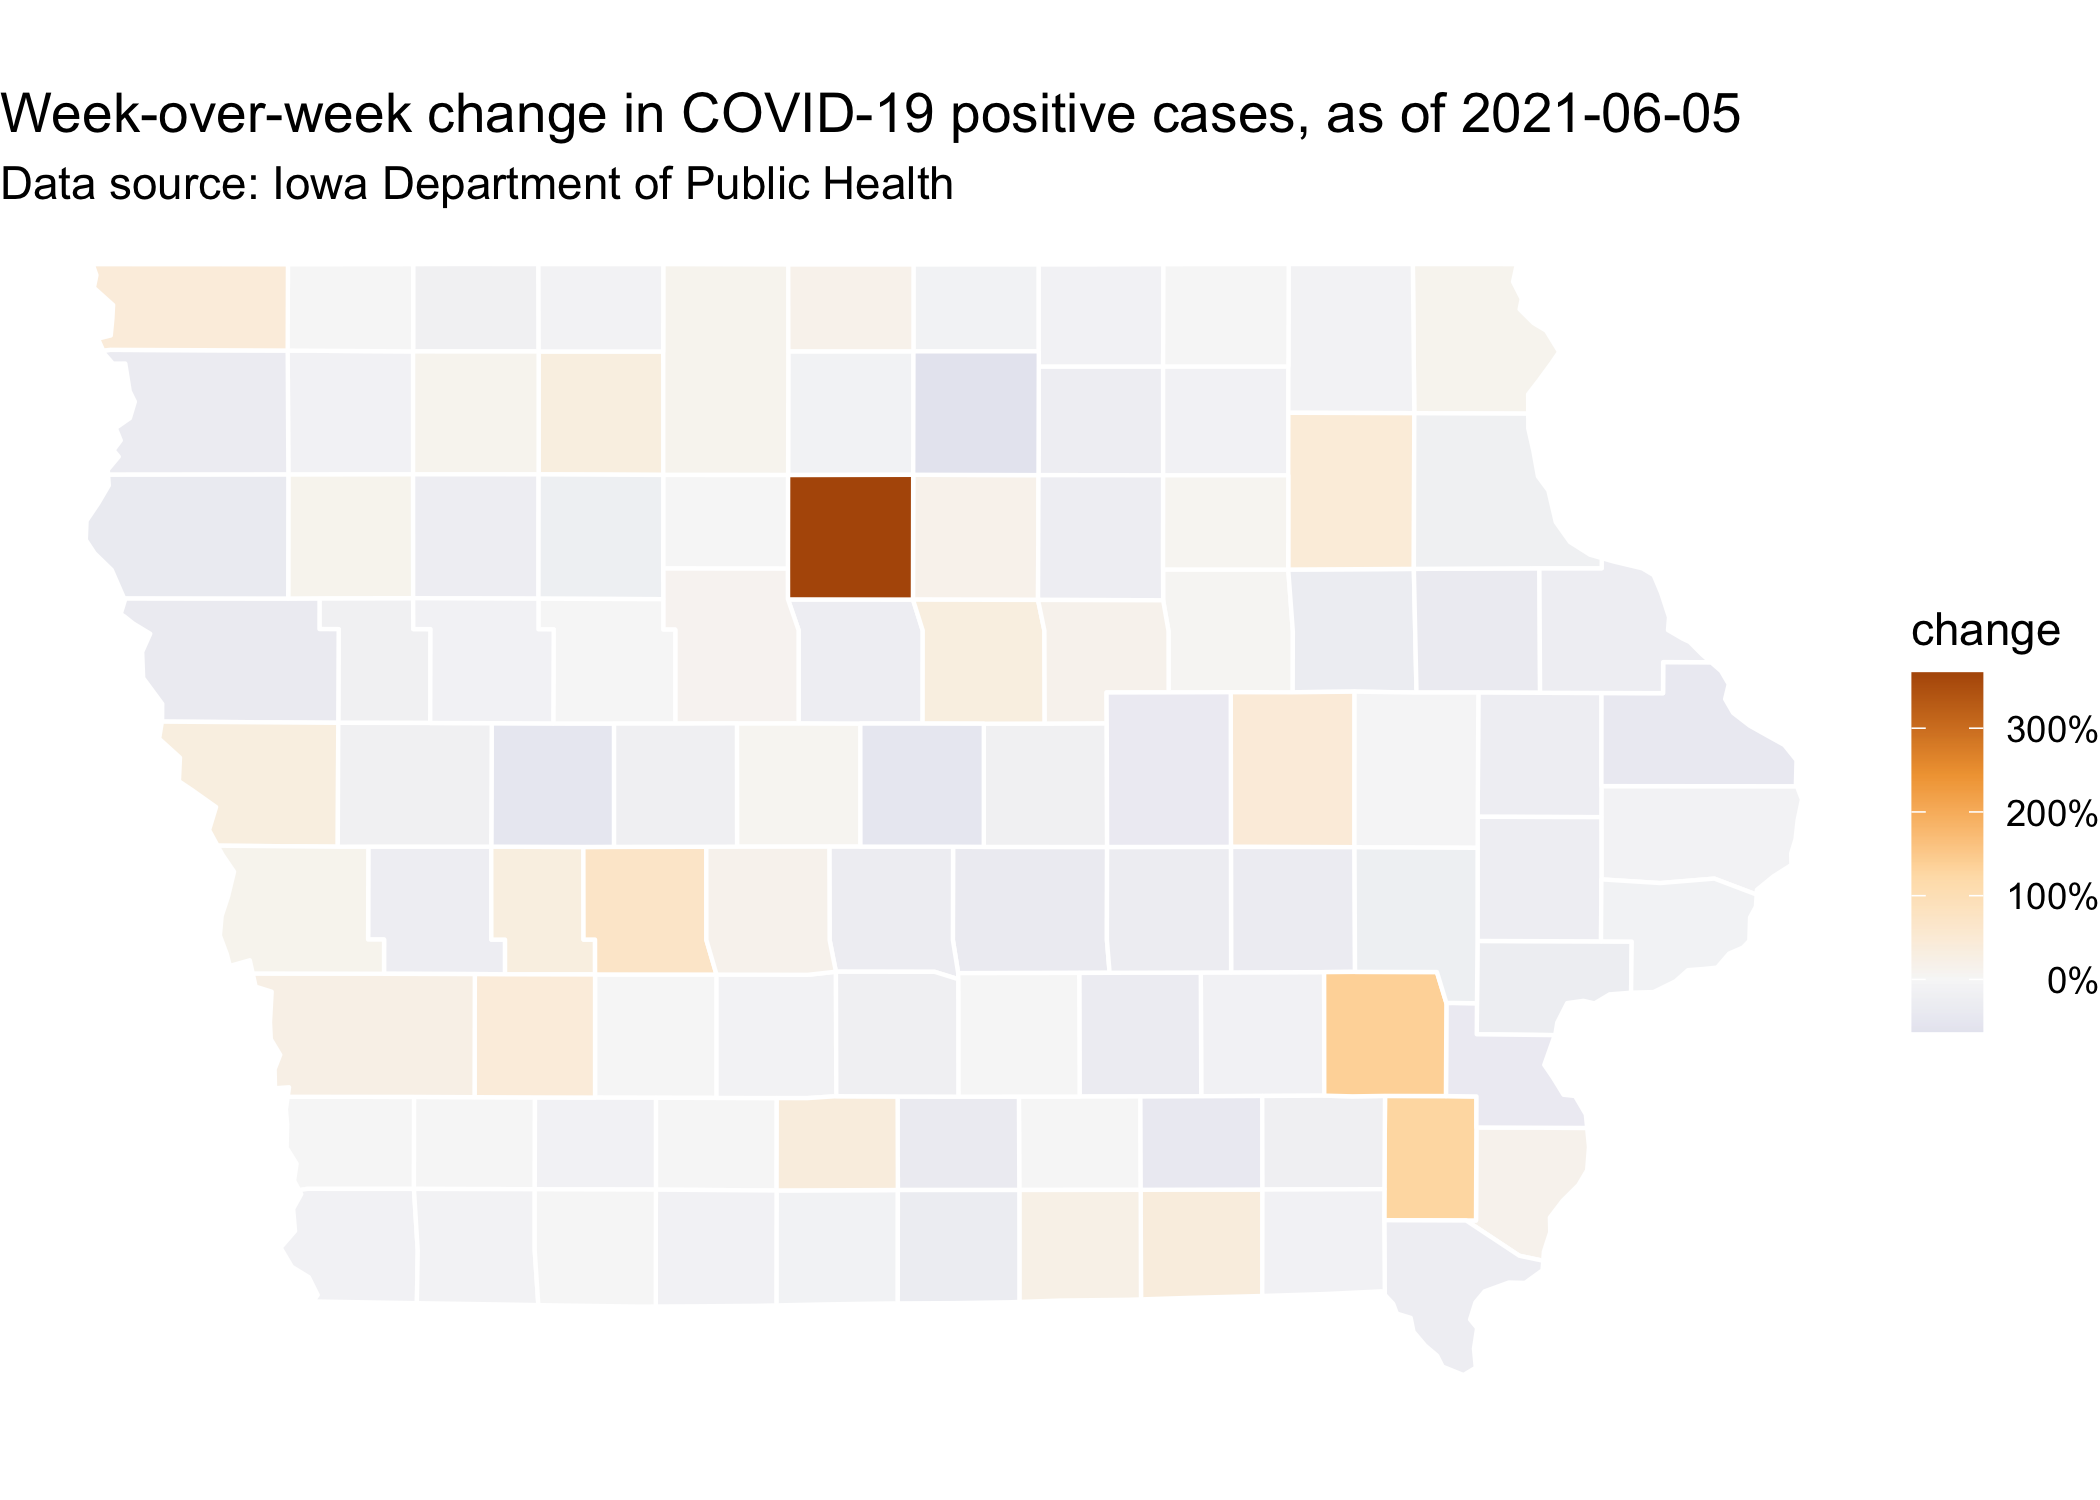 Week-over-week change in COVID-19 positive cases, as of 2021-06-05
Data source: Iowa Department of Public Health
change
300%
200%
100%
0%